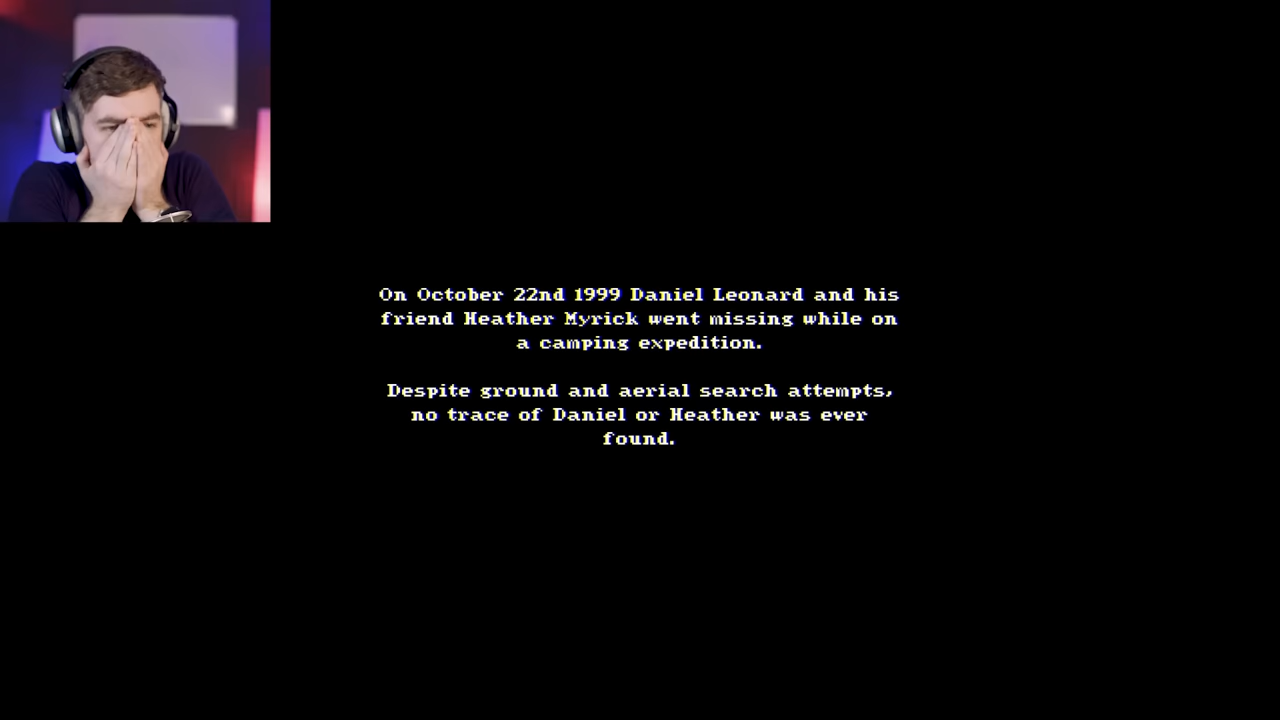 On October 22nd 1999 Daniel Leonard and his
friend Heather Myrick went missing while on
a camping expedition.
Despite ground and aerial search attempts,
no trace of Daniel or Heather was ever
found.